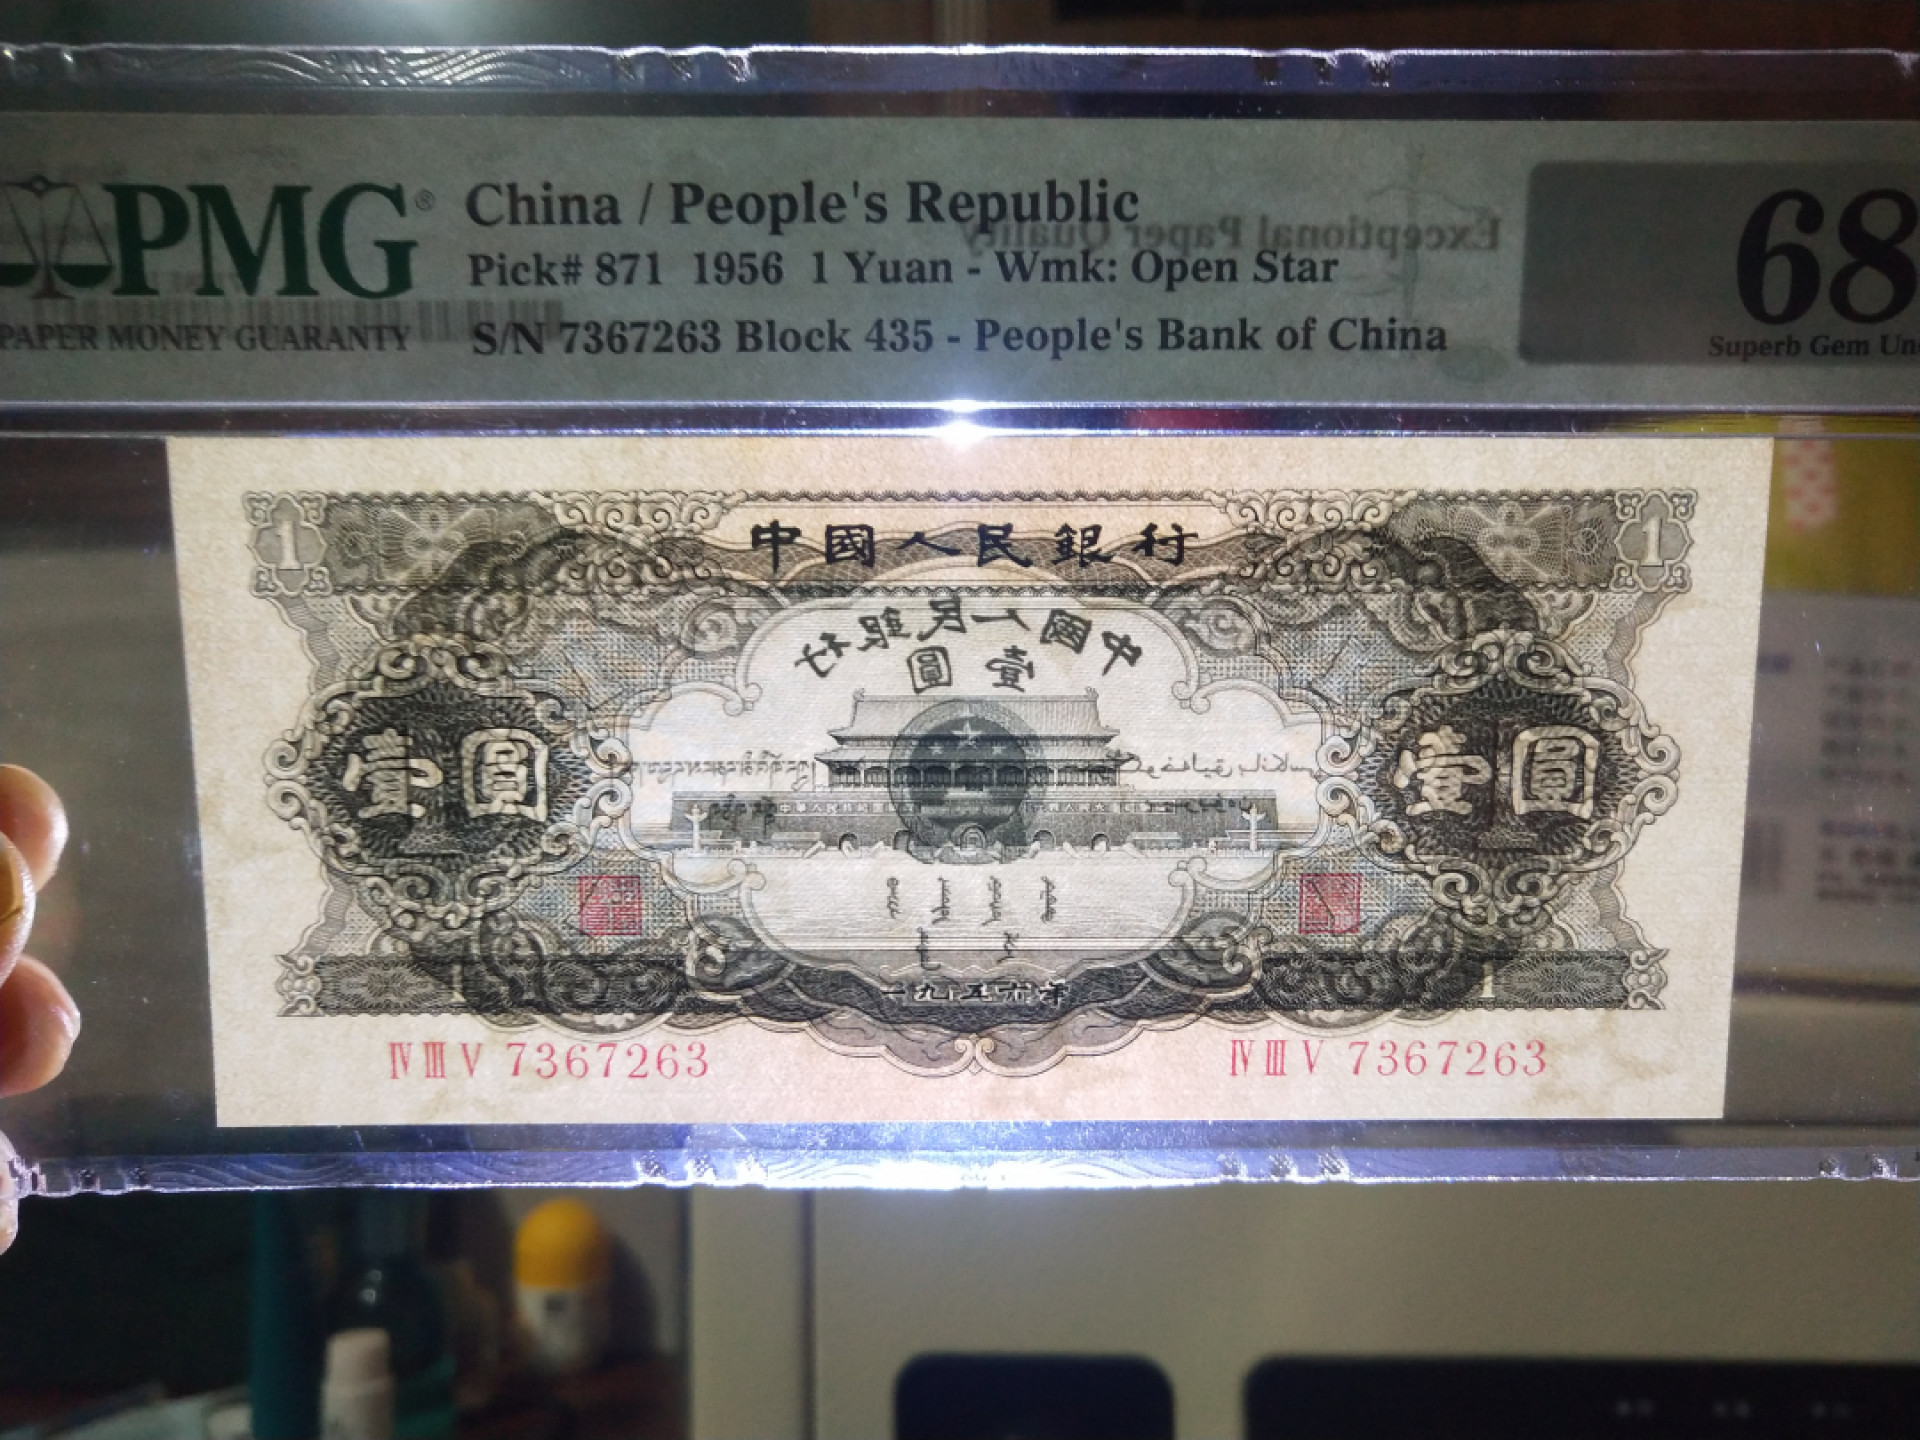 PMG®
PAPER MONEY GUARANTY
China / People's Republic
Exceptional Paper Quality
Pick# 871 1956 1 Yuan - Wmk: Open Star
S/N 7367263 Block 435 - People's Bank of China
68
Superb Gem Un
1
中國人民銀行
1
中國人民銀行
壹圓
壹圓
壹圓
一九五六年
ⅣⅢⅤ 7367263
ⅣⅢⅤ 7367263